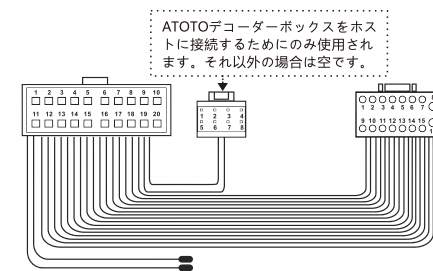 ATOTOデコーダーボックスをホス
トに接続するためにのみ使用され
ます。それ以外の場合は空です。
1 2 3 4 5 6 7 8 9 10
11 12 13 14 15 16 17 18 19 20
1 2 3 4
5 6 7 8
1 2 3 4 5 6 7
9 10 11 12 13 14 15